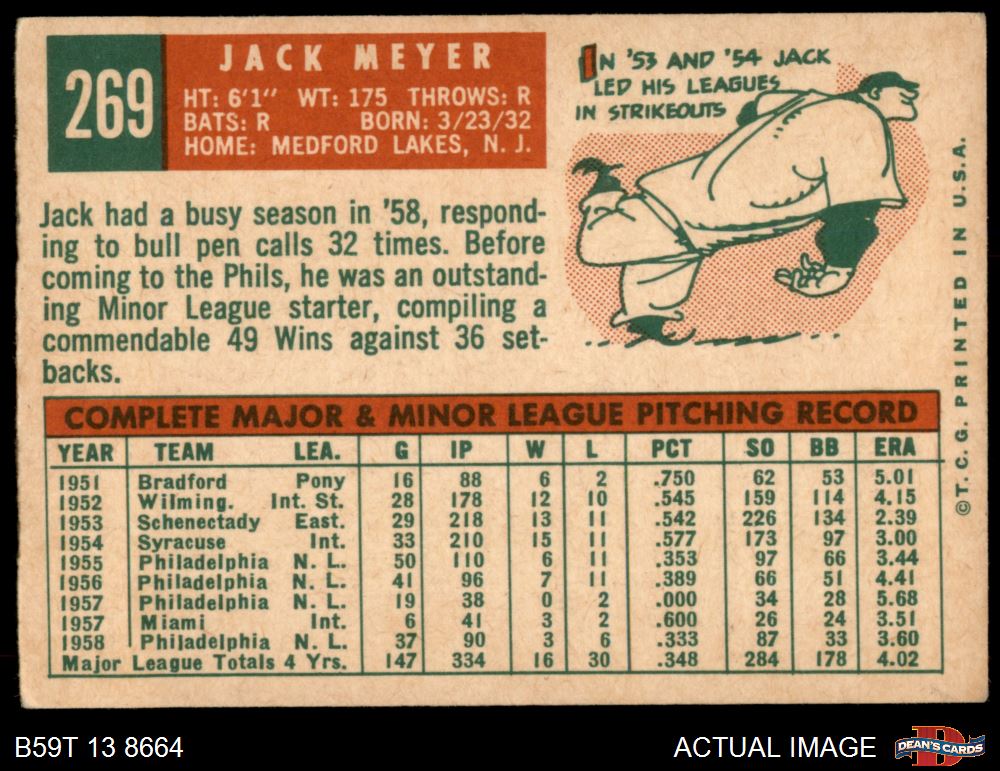 269
JACK MEYER
HT: 6'1" WT: 175 THROWS: R
BATS: R BORN: 3/23/32
HOME: MEDFORD LAKES, N. J.
IN '53 AND '54 JACK
LED HIS LEAGUES
IN STRIKEOUTS
Jack had a busy season in '58, respond-
ing to bull pen calls 32 times. Before
coming to the Phils, he was an outstand-
ing Minor League starter, compiling a
commendable 49 Wins against 36 set-
backs.
COMPLETE MAJOR & MINOR LEAGUE PITCHING RECORD
YEAR TEAM LEA. G IP W L PCT SO BB ERA
1951 Bradford Pony 16 88 6 2 .750 62 53 5.01
1952 Wilming. Int. St. 28 178 12 10 .545 159 114 4.15
1953 Schenectady East. 29 218 13 11 .542 226 134 2.39
1954 Syracuse Int. 33 210 15 11 .577 173 97 3.00
1955 Philadelphia N. L. 50 110 6 11 .353 97 66 3.44
1956 Philadelphia N. L. 41 96 7 11 .389 66 51 4.41
1957 Philadelphia N. L. 19 38 0 2 .000 34 28 5.68
1957 Miami Int. 6 41 3 2 .600 26 24 3.51
1958 Philadelphia N. L. 37 90 3 6 .333 87 33 3.60
Major League Totals 4 Yrs. 147 334 16 30 .348 284 178 4.02
©T. C. G. PRINTED IN U. S. A.
B59T 13 8664
ACTUAL IMAGE
DEAN'S CARDS